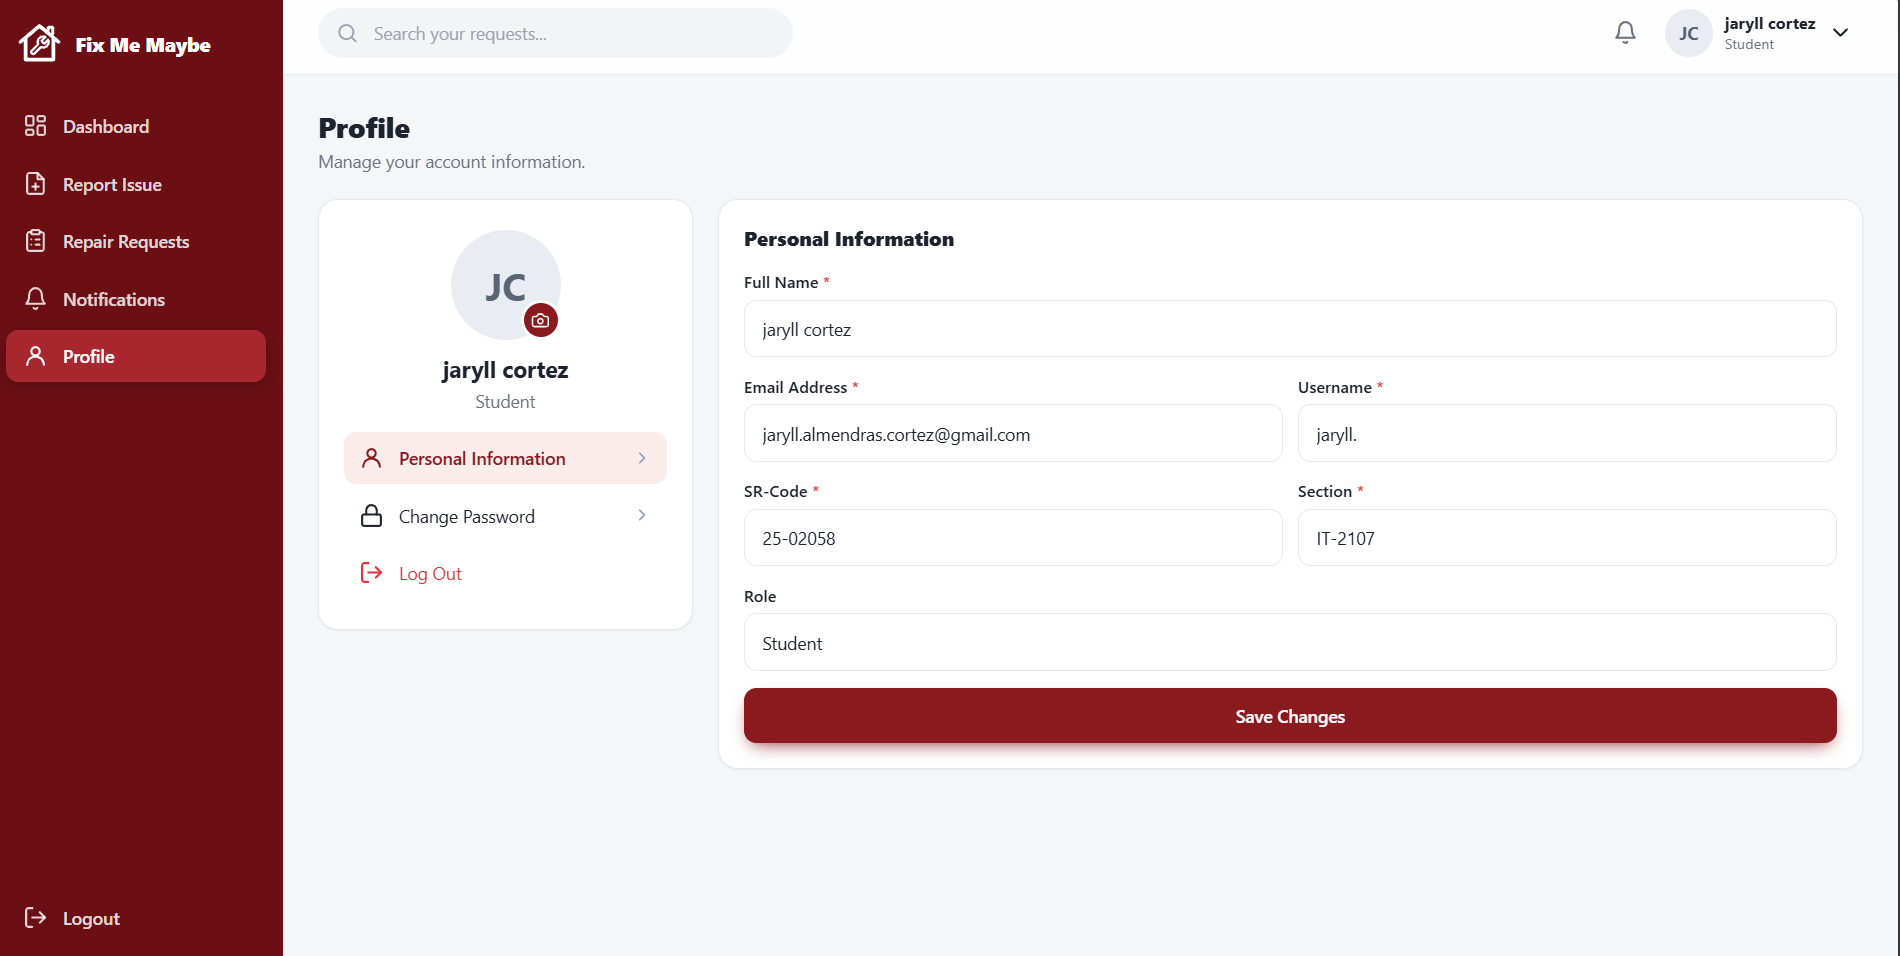 Fix Me Maybe
Dashboard
Report Issue
Repair Requests
Notifications
Profile
Logout
Search your requests...
JC
jaryll cortez
Student
Profile
Manage your account information.
JC
jaryll cortez
Student
Personal Information
Change Password
Log Out
Personal Information
Full Name *
jaryll cortez
Email Address *
jaryll.almendras.cortez@gmail.com
Username *
jaryll.
SR-Code *
25-02058
Section *
IT-2107
Role
Student
Save Changes